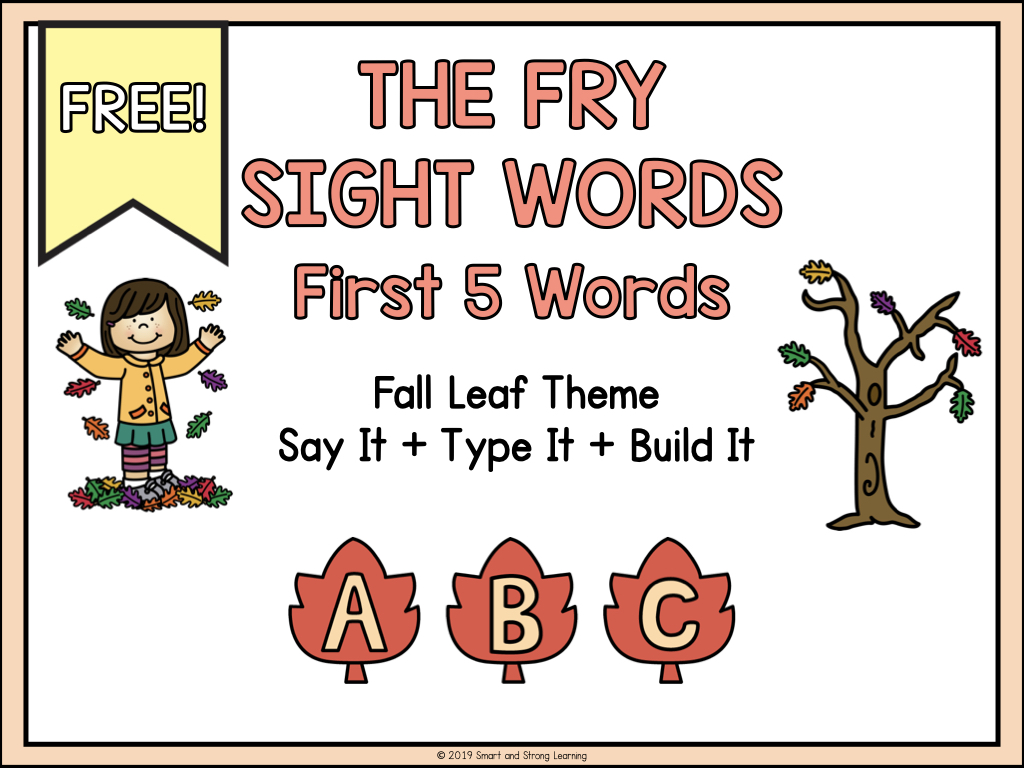 FREE!
THE FRY
SIGHT WORDS
First 5 Words
Fall Leaf Theme
Say It + Type It + Build It
A B C
© 2019 Smart and Strong Learning